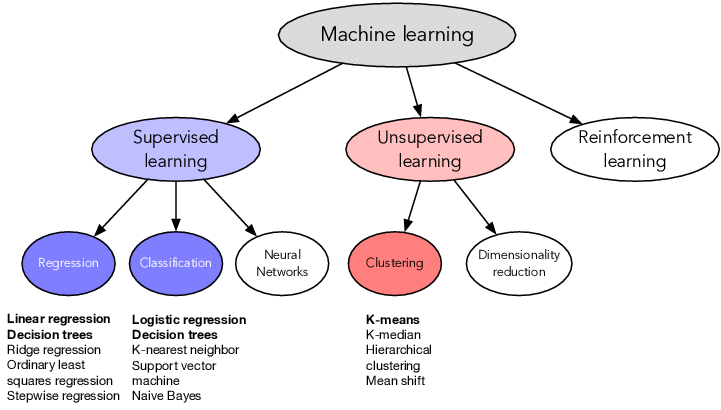 Machine learning
Supervised
learning
Unsupervised
learning
Reinforcement
learning
Regression
Classification
Neural
Networks
Clustering
Dimensionality
reduction
Linear regression
Decision trees
Ridge regression
Ordinary least
squares regression
Stepwise regression
Logistic regression
Decision trees
K-nearest neighbor
Support vector
machine
Naive Bayes
K-means
K-median
Hierarchical
clustering
Mean shift